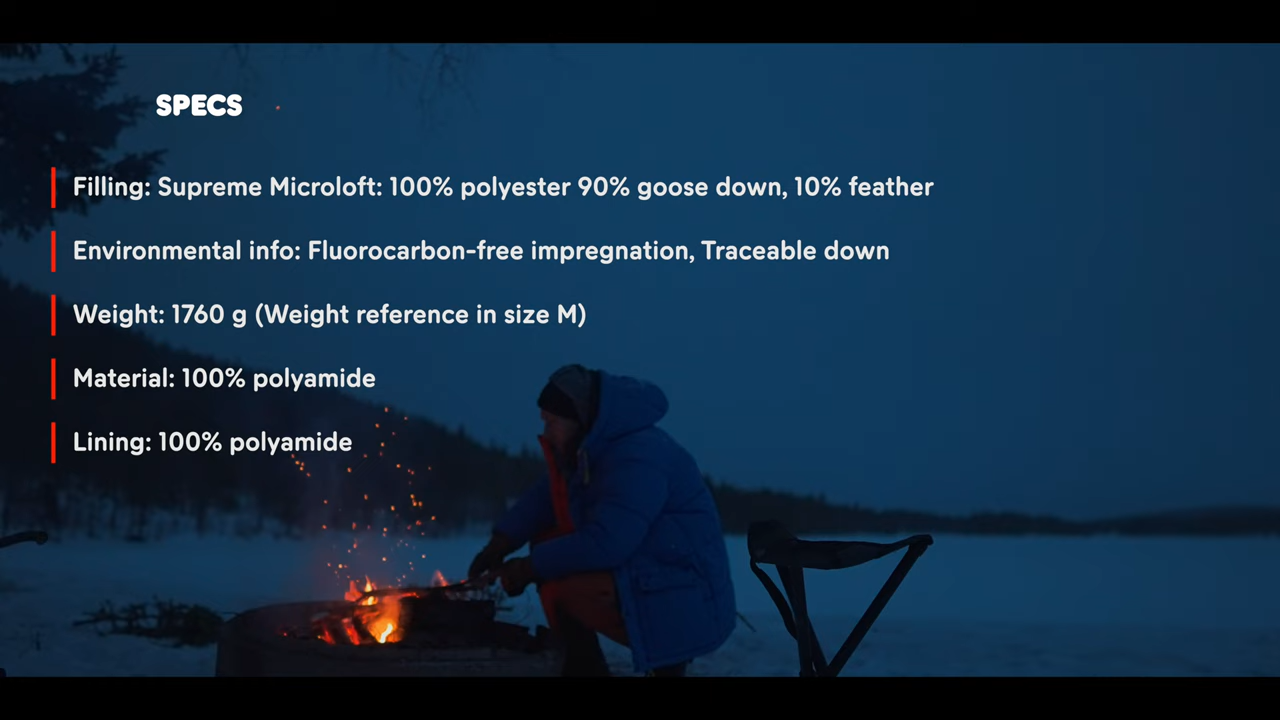 SPECS
Filling: Supreme Microloft: 100% polyester 90% goose down, 10% feather
Environmental info: Fluorocarbon-free impregnation, Traceable down
Weight: 1760 g (Weight reference in size M)
Material: 100% polyamide
Lining: 100% polyamide